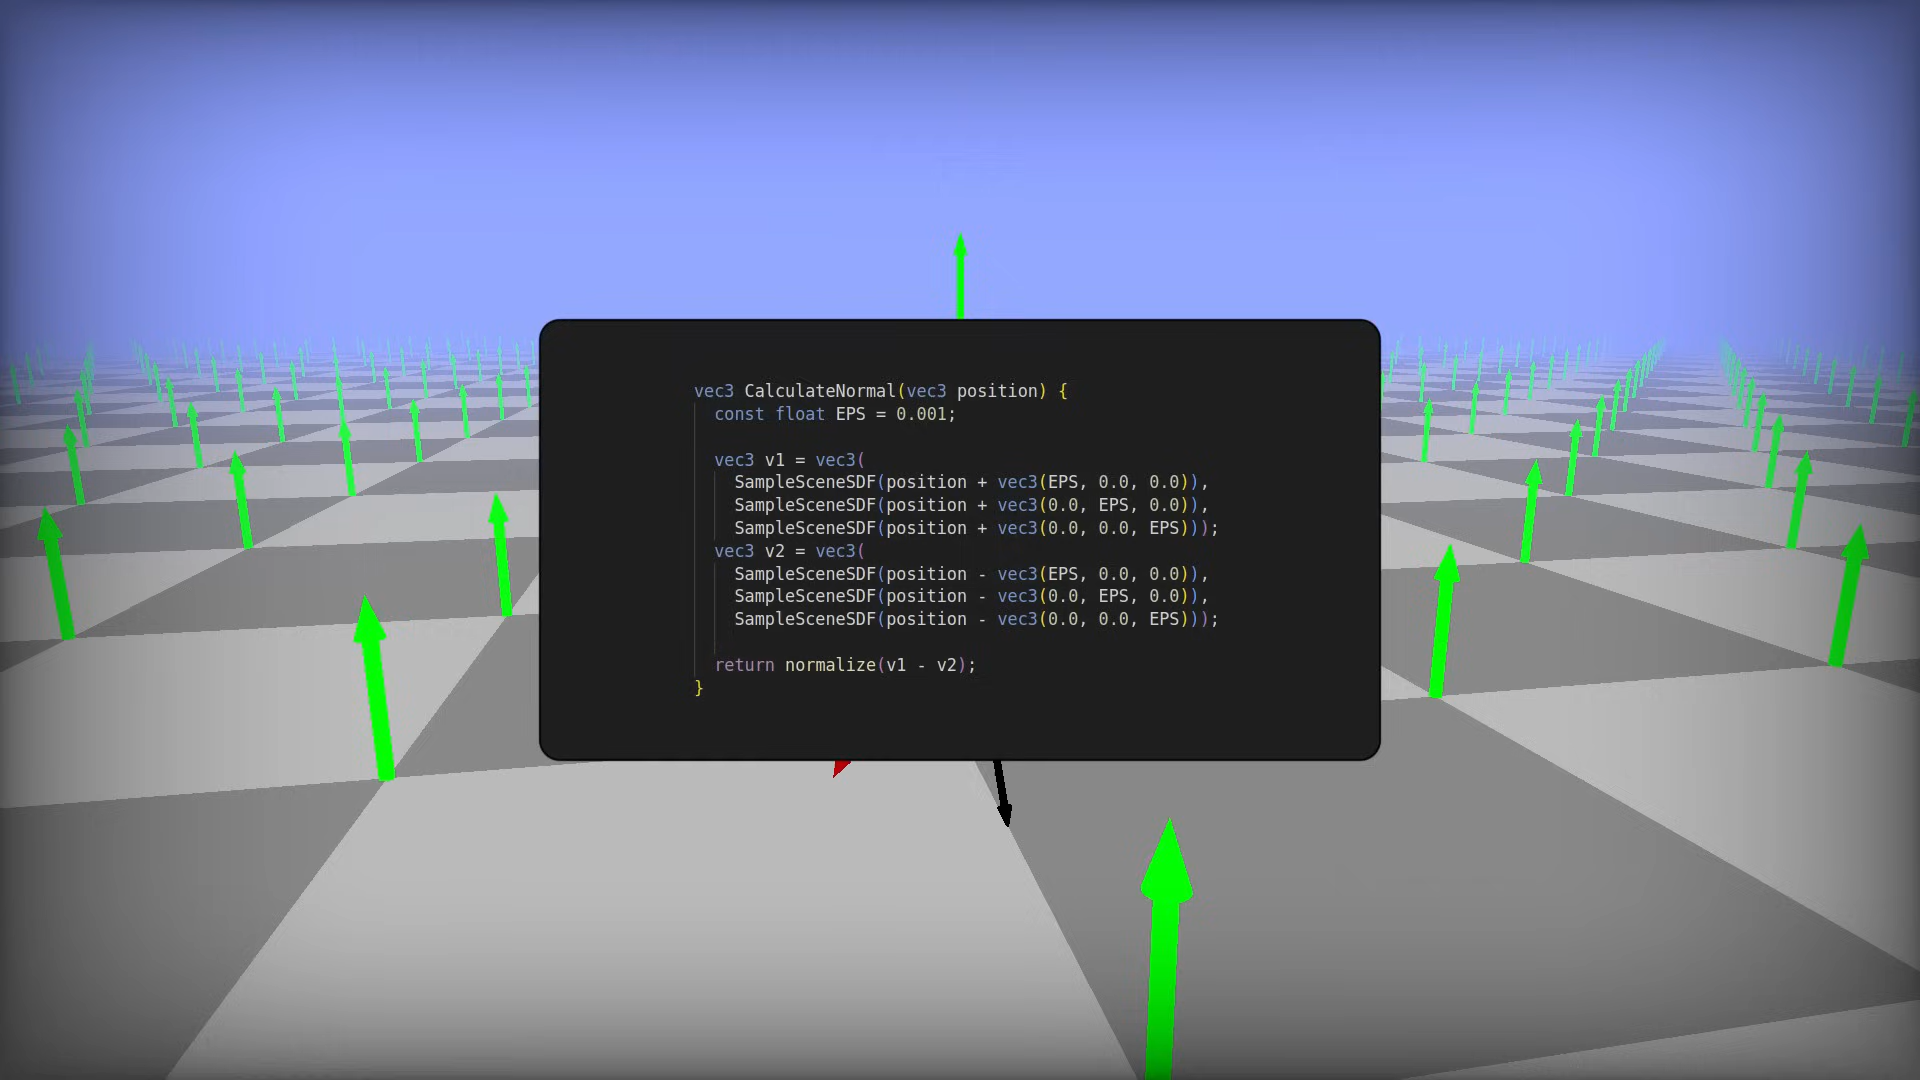 vec3 CalculateNormal(vec3 position) {
const float EPS = 0.001;
vec3 v1 = vec3(
SampleSceneSDF(position + vec3(EPS, 0.0, 0.0)),
SampleSceneSDF(position + vec3(0.0, EPS, 0.0)),
SampleSceneSDF(position + vec3(0.0, 0.0, EPS)));
vec3 v2 = vec3(
SampleSceneSDF(position - vec3(EPS, 0.0, 0.0)),
SampleSceneSDF(position - vec3(0.0, EPS, 0.0)),
SampleSceneSDF(position - vec3(0.0, 0.0, EPS)));
return normalize(v1 - v2);
}